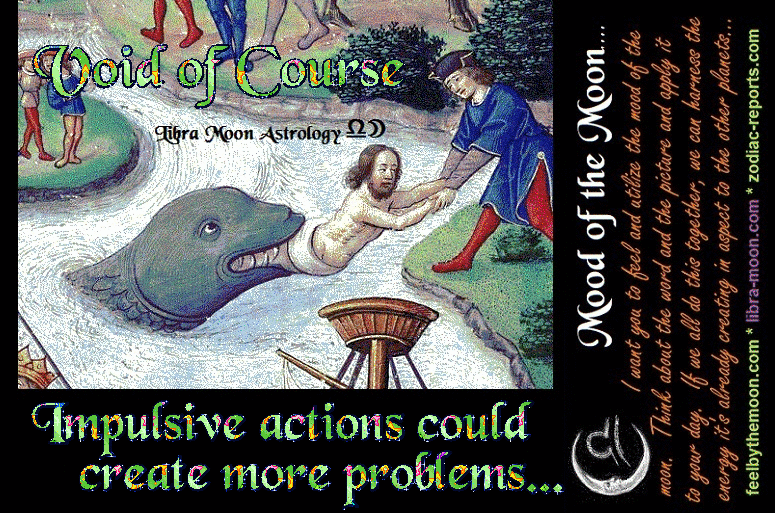 Void of Course
Libra Moon Astrology ♎☽
Impulsive actions could
create more problems...
Mood of the Moon...
I want you to feel and utilize the mood of the
moon. Think about the word and the picture and apply it
to your day. If we all do this together, we can harness the
energy it's already creating in aspect to the other planets...
feelbythemoon.com * libra-moon.com * zodiac-reports.com